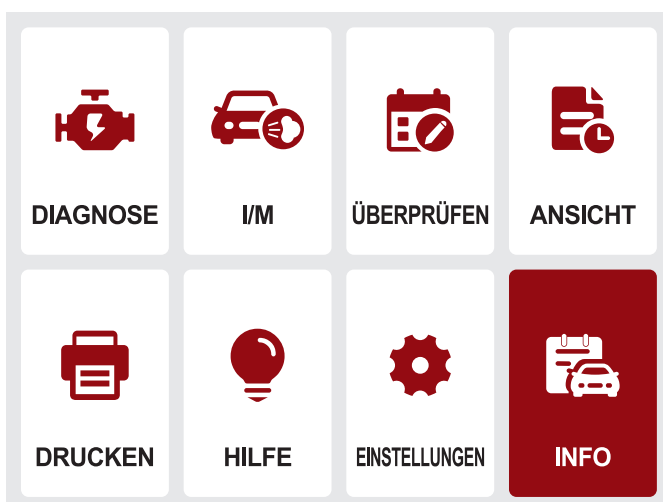 DIAGNOSE
I/M
ÜBERPRÜFEN
ANSICHT
DRUCKEN
HILFE
EINSTELLUNGEN
INFO